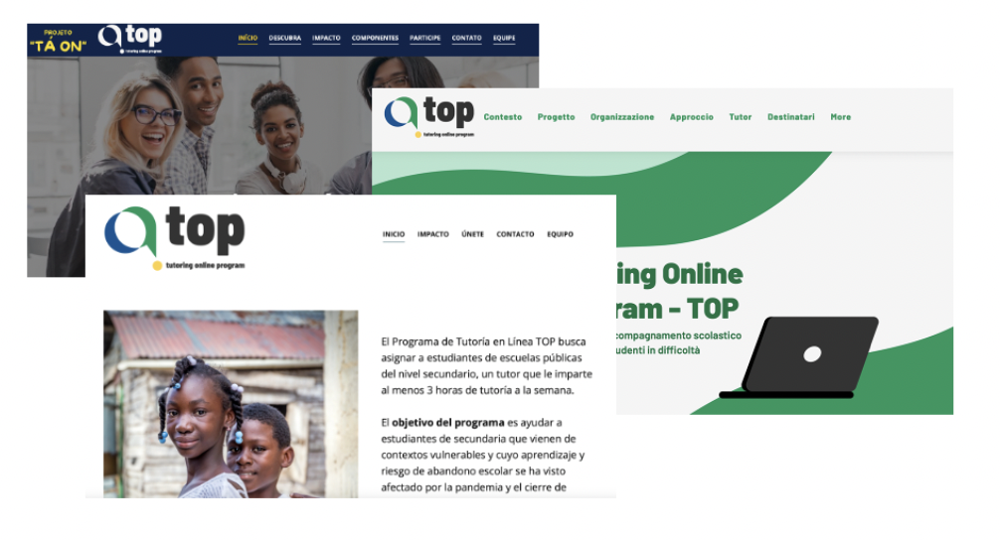 PROJETO
"TÁ ON"
top
tutoring online program
INÍCIO DESCUBRA IMPACTO COMPONENTES PARTICIPE CONTATO EQUIPE
top
tutoring online program
Contesto Progetto Organizzazione Approccio Tutor Destinatari More
ing Online
ram - TOP
compagnamento scolastico
udenti in difficoltà
top
tutoring online program
INICIO IMPACTO ÚNETE CONTACTO EQUIPO
El Programa de Tutoría en Línea TOP busca
asignar a estudiantes de escuelas públicas
del nivel secundario, un tutor que le imparte
al menos 3 horas de tutoría a la semana.
El objetivo del programa es ayudar a
estudiantes de secundaria que vienen de
contextos vulnerables y cuyo aprendizaje y
riesgo de abandono escolar se ha visto
afectado por la pandemia y el cierre de